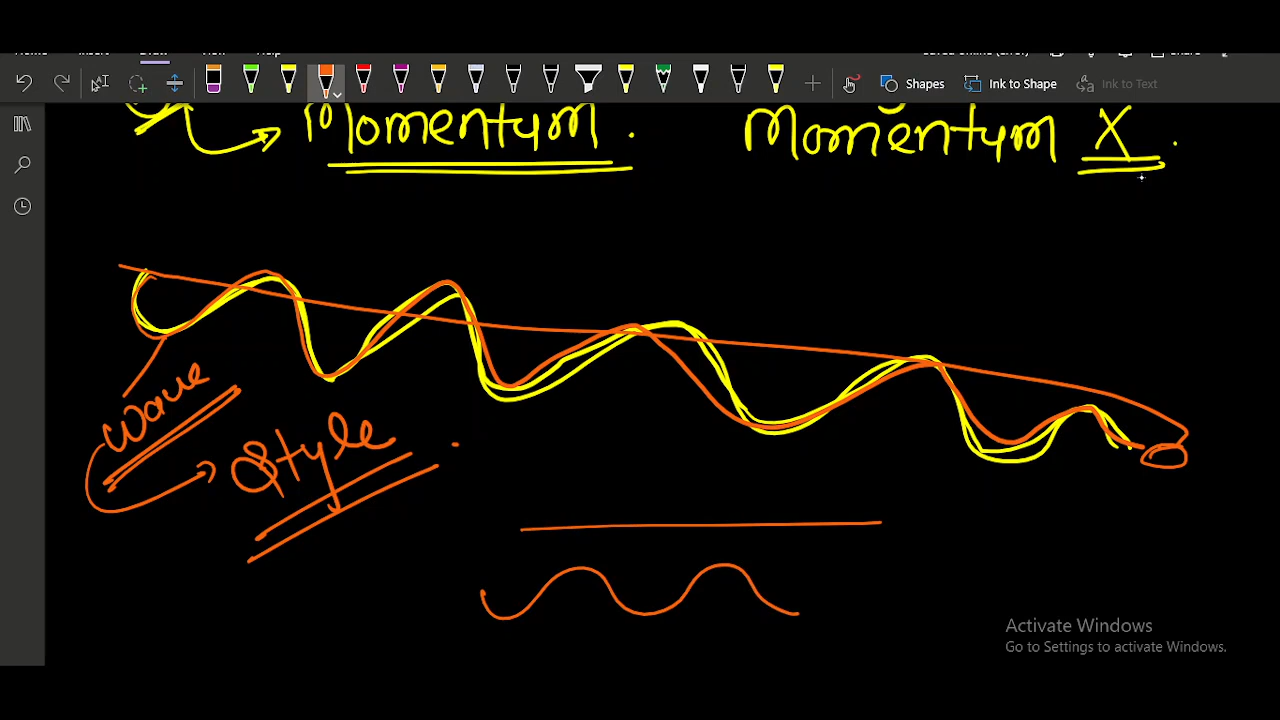 Shapes
Ink to Shape
Ink to Text
Momentum.
Momentum X.
Wave
Style.
Activate Windows
Go to Settings to activate Windows.